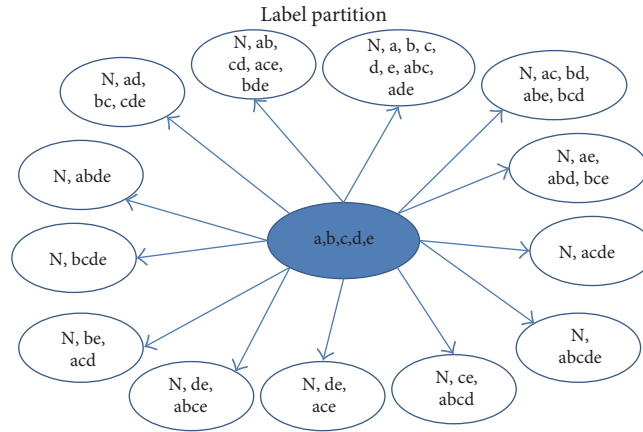 Label partition
N, ab,
cd, ace,
bde
N, a, b, c,
d, e, abc,
ade
N, ad,
bc, cde
N, ac, bd,
abe, bcd
N, abde
N, ae,
abd, bce
a,b,c,d,e
N, bcde
N, acde
N, be,
acd
N,
abcde
N, de,
abce
N, de,
ace
N, ce,
abcd